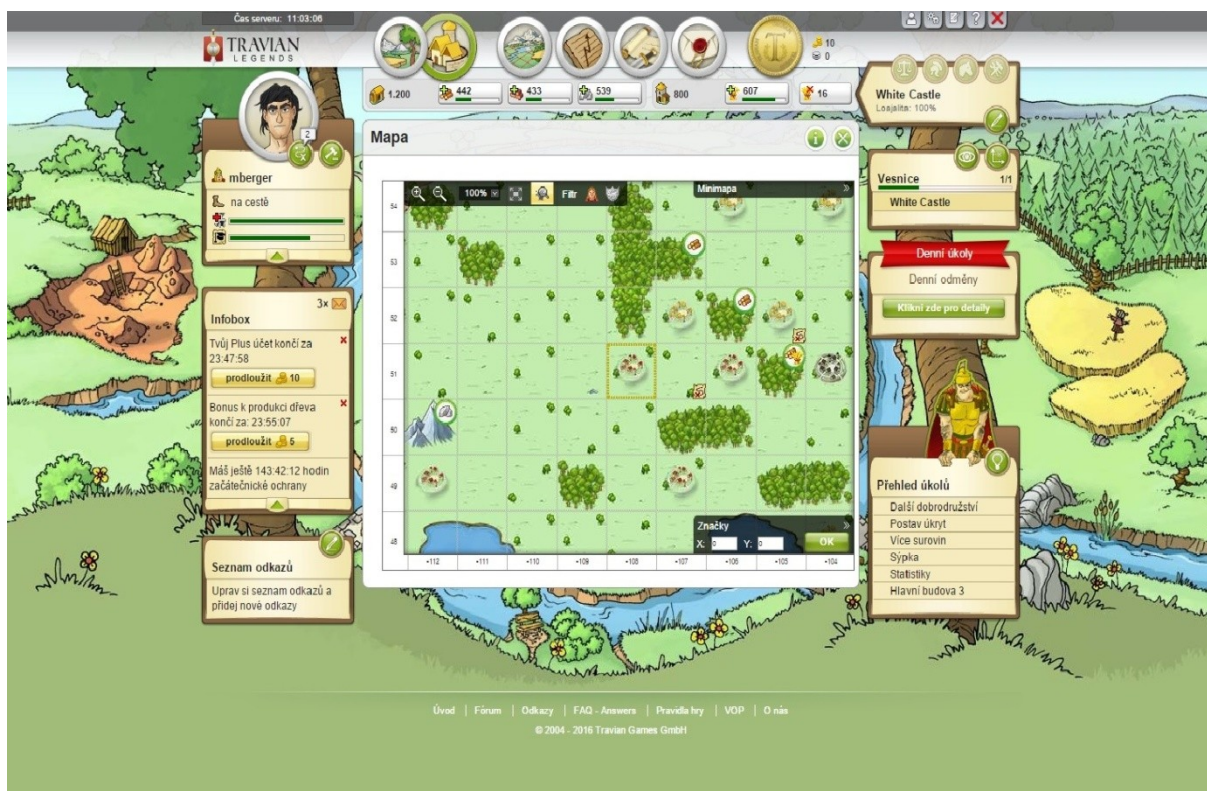 Čas serveru: 11:03:06
TRAVIAN
LEGENDS
10
0
1.200
442
433
539
800
607
16
2
mberger
na cestě
3x
Infobox
Tvůj Plus účet končí za
23:47:58
prodloužit 10
Bonus k produkci dřeva
končí za: 23:55:07
prodloužit 5
Máš ještě 143:42:12 hodin
začátečnické ochrany
Seznam odkazů
Uprav si seznam odkazů a
přidej nové odkazy
Mapa
100%
Filtr
Minimapa
»
54
53
52
51
50
49
48
Značky
»
X: 0 Y: 0
OK
-112 -111 -110 -109 -108 -107 -106 -105 -104
White Castle
Loajalita: 100%
Vesnice 1/1
White Castle
Denní úkoly
Denní odměny
Klikni zde pro detaily
Přehled úkolů
Další dobrodružství
Postav úkryt
Více surovin
Sýpka
Statistiky
Hlavní budova 3
Úvod | Fórum | Odkazy | FAQ - Answers | Pravidla hry | VOP | O nás
© 2004 - 2016 Travian Games GmbH